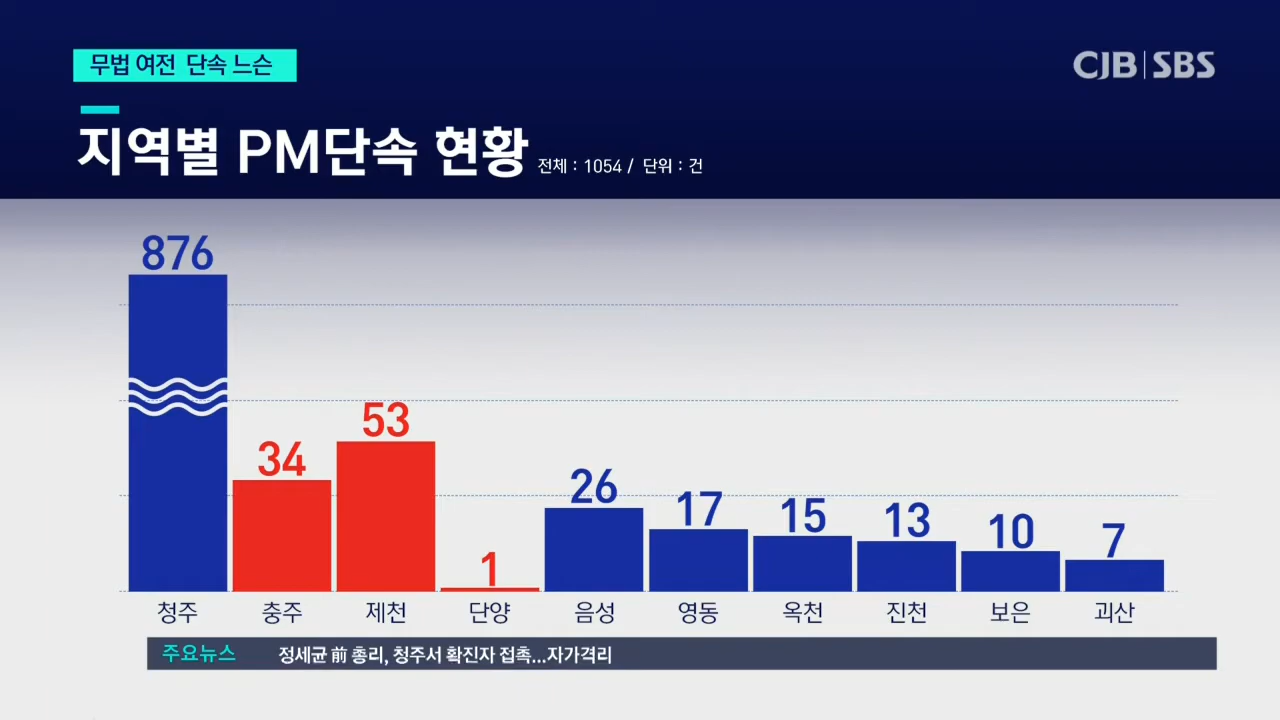 무법 여전 단속 느슨
CJB SBS
지역별 PM단속 현황 전체 : 1054 / 단위 : 건
876 34 53 1 26 17 15 13 10 7
청주 충주 제천 단양 음성 영동 옥천 진천 보은 괴산
주요뉴스 정세균 前 총리, 청주서 확진자 접촉...자가격리